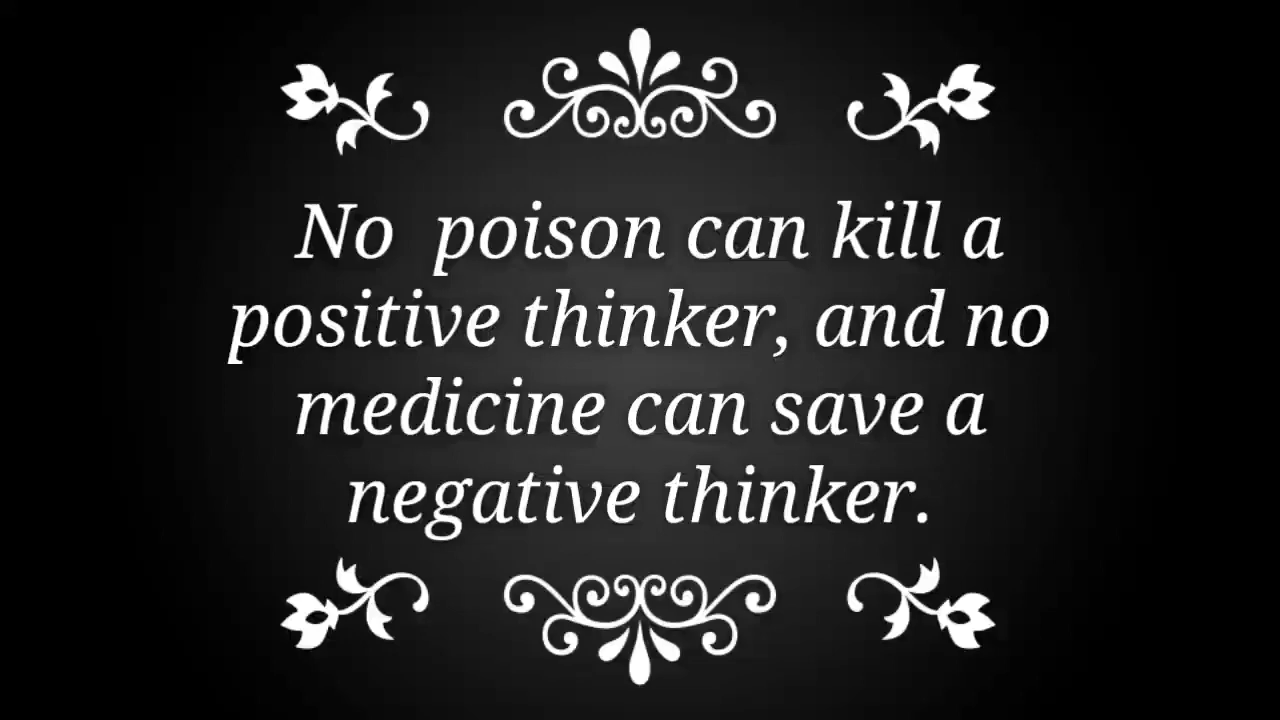 No  poison can kill a
positive thinker, and no
medicine can save a
negative thinker.